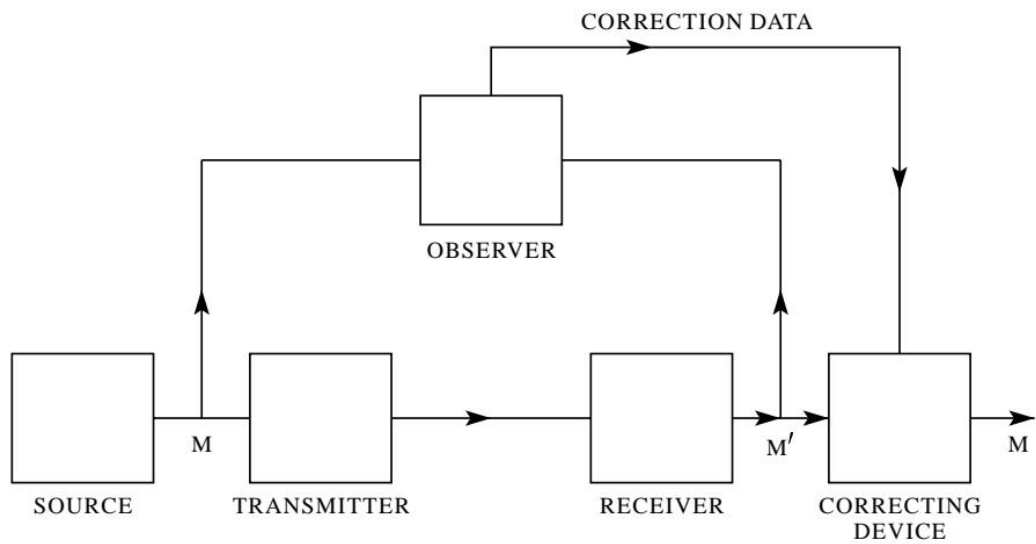 CORRECTION DATA
OBSERVER
M
M′
M
SOURCE
TRANSMITTER
RECEIVER
CORRECTING
DEVICE